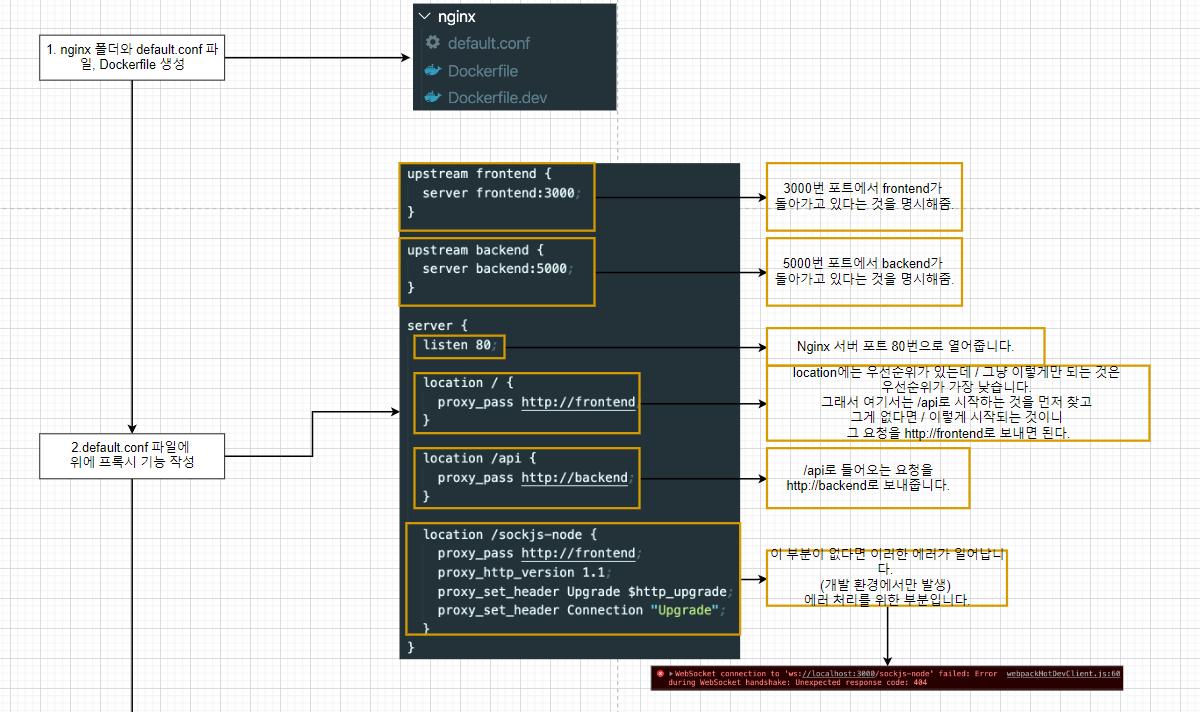 nginx
default.conf
Dockerfile
Dockerfile.dev
1. nginx 폴더와 default.conf 파
일, Dockerfile 생성
upstream frontend {
server frontend:3000;
}
3000번 포트에서 frontend가
돌아가고 있다는 것을 명시해줌.
upstream backend {
server backend:5000;
}
5000번 포트에서 backend가
돌아가고 있다는 것을 명시해줌.
server {
listen 80;
Nginx 서버 포트 80번으로 열어줍니다.
location / {
proxy_pass http://frontend
}
location에는 우선순위가 있는데 / 그냥 이렇게만 되는 것은
우선순위가 가장 낮습니다.
그래서 여기서는 /api로 시작하는 것을 먼저 찾고
그게 없다면 / 이렇게 시작되는 것이니
그 요청을 http://frontend로 보내면 된다.
2.default.conf 파일에
위에 프록시 기능 작성
location /api {
proxy_pass http://backend;
}
/api로 들어오는 요청을
http://backend로 보내줍니다.
location /sockjs-node {
proxy_pass http://frontend;
proxy_http_version 1.1;
proxy_set_header Upgrade $http_upgrade;
proxy_set_header Connection "Upgrade";
}
}
이 부분이 없다면 이러한 에러가 일어납니
다.
(개발 환경에서만 발생)
에러 처리를 위한 부분입니다.
WebSocket connection to 'ws://localhost:3000/sockjs-node' failed: Error webpackHotDevClient.js:60
during WebSocket handshake: Unexpected response code: 404